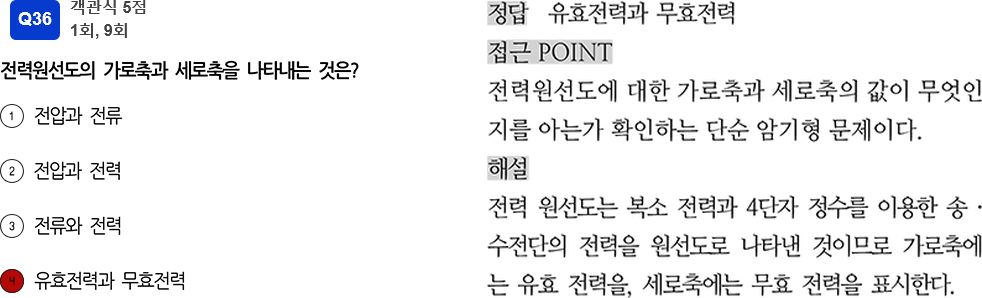 Q36
객관식 5점
1회, 9회
전력원선도의 가로축과 세로축을 나타내는 것은?
1 전압과 전류
2 전압과 전력
3 전류와 전력
4 유효전력과 무효전력
정답 유효전력과 무효전력
접근 POINT
전력원선도에 대한 가로축과 세로축의 값이 무엇인
지를 아는가 확인하는 단순 암기형 문제이다.
해설
전력 원선도는 복소 전력과 4단자 정수를 이용한 송 ·
수전단의 전력을 원선도로 나타낸 것이므로 가로축에
는 유효 전력을, 세로축에는 무효 전력을 표시한다.